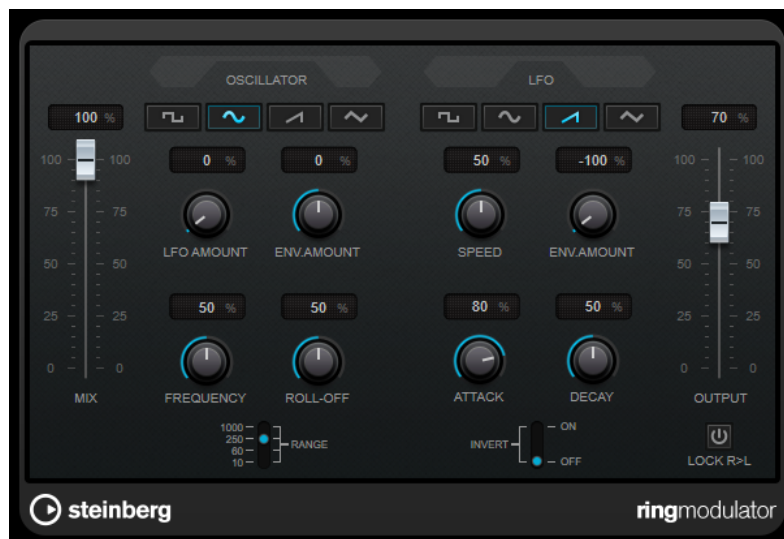 OSCILLATOR LFO
100 % 70 %
0 % 0 % 50 % -100 %
100 100 100 100
75 75 75 75
LFO AMOUNT ENV.AMOUNT SPEED ENV.AMOUNT
50 50 50 50
50 % 50 % 80 % 50 %
25 25 25 25
0 0 0 0
MIX FREQUENCY ROLL-OFF ATTACK DECAY OUTPUT
1000
250
60
10
RANGE
INVERT
ON
OFF
LOCK R>L
steinberg ringmodulator